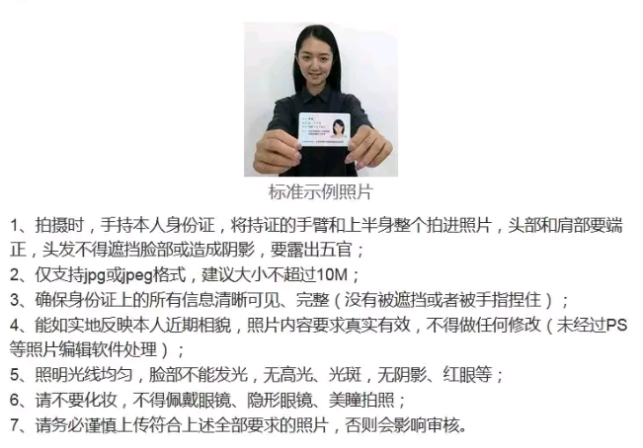 标准示例照片
1、拍摄时，手持本人身份证，将持证的手臂和上半身整个拍进照片，头部和肩部要端
正，头发不得遮挡脸部或造成阴影，要露出五官；
2、仅支持jpg或jpeg格式，建议大小不超过10M；
3、确保身份证上的所有信息清晰可见、完整（没有被遮挡或者被手指捏住）；
4、能如实地反映本人近期相貌，照片内容要求真实有效，不得做任何修改（未经过PS
等照片编辑软件处理）；
5、照明光线均匀，脸部不能发光，无高光、光斑，无阴影、红眼等；
6、请不要化妆，不得佩戴眼镜、隐形眼镜、美瞳拍照；
7、请务必谨慎上传符合上述全部要求的照片，否则会影响审核。